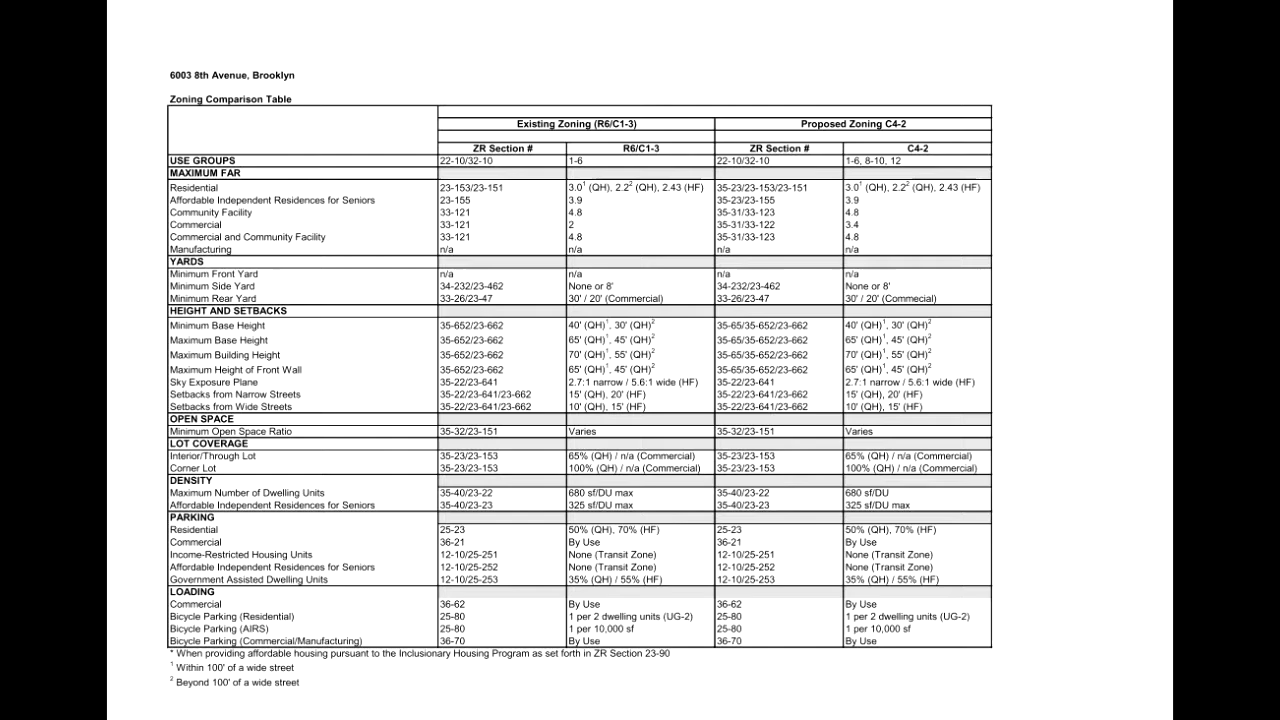 6003 8th Avenue, Brooklyn
Zoning Comparison Table
Existing Zoning (R6/C1-3) Proposed Zoning C4-2
ZR Section # R6/C1-3 ZR Section # C4-2
USE GROUPS 22-10/32-10 1-6 22-10/32-10 1-6, 8-10, 12
MAXIMUM FAR
Residential 23-153/23-151 3.0¹ (QH), 2.2² (QH), 2.43 (HF) 35-23/23-153/23-151 3.0¹ (QH), 2.2² (QH), 2.43 (HF)
Affordable Independent Residences for Seniors 23-155 3.9 35-23/23-155 3.9
Community Facility 33-121 4.8 35-31/33-123 4.8
Commercial 33-121 2 35-31/33-122 3.4
Commercial and Community Facility 33-121 4.8 35-31/33-123 4.8
Manufacturing n/a n/a n/a n/a
YARDS
Minimum Front Yard n/a n/a n/a n/a
Minimum Side Yard 34-232/23-462 None or 8' 34-232/23-462 None or 8'
Minimum Rear Yard 33-26/23-47 30' / 20' (Commercial) 33-26/23-47 30' / 20' (Commecial)
HEIGHT AND SETBACKS
Minimum Base Height 35-652/23-662 40' (QH)¹, 30' (QH)² 35-65/35-652/23-662 40' (QH)¹, 30' (QH)²
Maximum Base Height 35-652/23-662 65' (QH)¹, 45' (QH)² 35-65/35-652/23-662 65' (QH)¹, 45' (QH)²
Maximum Building Height 35-652/23-662 70' (QH)¹, 55' (QH)² 35-65/35-652/23-662 70' (QH)¹, 55' (QH)²
Maximum Height of Front Wall 35-652/23-662 65' (QH)¹, 45' (QH)² 35-65/35-652/23-662 65' (QH)¹, 45' (QH)²
Sky Exposure Plane 35-22/23-641 2.7:1 narrow / 5.6:1 wide (HF) 35-22/23-641 2.7:1 narrow / 5.6:1 wide (HF)
Setbacks from Narrow Streets 35-22/23-641/23-662 15' (QH), 20' (HF) 35-22/23-641/23-662 15' (QH), 20' (HF)
Setbacks from Wide Streets 35-22/23-641/23-662 10' (QH), 15' (HF) 35-22/23-641/23-662 10' (QH), 15' (HF)
OPEN SPACE
Minimum Open Space Ratio 35-32/23-151 Varies 35-32/23-151 Varies
LOT COVERAGE
Interior/Through Lot 35-23/23-153 65% (QH) / n/a (Commercial) 35-23/23-153 65% (QH) / n/a (Commercial)
Corner Lot 35-23/23-153 100% (QH) / n/a (Commercial) 35-23/23-153 100% (QH) / n/a (Commercial)
DENSITY
Maximum Number of Dwelling Units 35-40/23-22 680 sf/DU max 35-40/23-22 680 sf/DU
Affordable Independent Residences for Seniors 35-40/23-23 325 sf/DU max 35-40/23-23 325 sf/DU max
PARKING
Residential 25-23 50% (QH), 70% (HF) 25-23 50% (QH), 70% (HF)
Commercial 36-21 By Use 36-21 By Use
Income-Restricted Housing Units 12-10/25-251 None (Transit Zone) 12-10/25-251 None (Transit Zone)
Affordable Independent Residences for Seniors 12-10/25-252 None (Transit Zone) 12-10/25-252 None (Transit Zone)
Government Assisted Dwelling Units 12-10/25-253 35% (QH) / 55% (HF) 12-10/25-253 35% (QH) / 55% (HF)
LOADING
Commercial 36-62 By Use 36-62 By Use
Bicycle Parking (Residential) 25-80 1 per 2 dwelling units (UG-2) 25-80 1 per 2 dwelling units (UG-2)
Bicycle Parking (AIRS) 25-80 1 per 10,000 sf 25-80 1 per 10,000 sf
Bicycle Parking (Commercial/Manufacturing) 36-70 By Use 36-70 By Use
* When providing affordable housing pursuant to the Inclusionary Housing Program as set forth in ZR Section 23-90
¹ Within 100' of a wide street
² Beyond 100' of a wide street